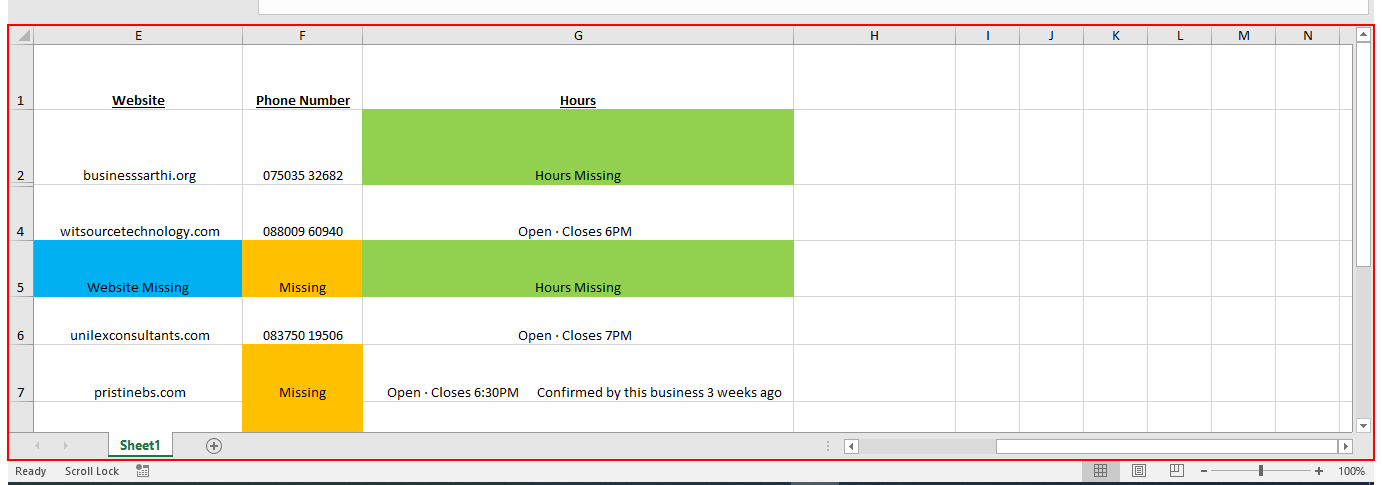 E F G H I J K L M N
1 Website Phone Number Hours
2 businesssarthi.org 075035 32682 Hours Missing
4 witsourcetechnology.com 088009 60940 Open · Closes 6PM
5 Website Missing Missing Hours Missing
6 unilexconsultants.com 083750 19506 Open · Closes 7PM
7 pristinebs.com Missing Open · Closes 6:30PM Confirmed by this business 3 weeks ago
Sheet1
Ready Scroll Lock 100%